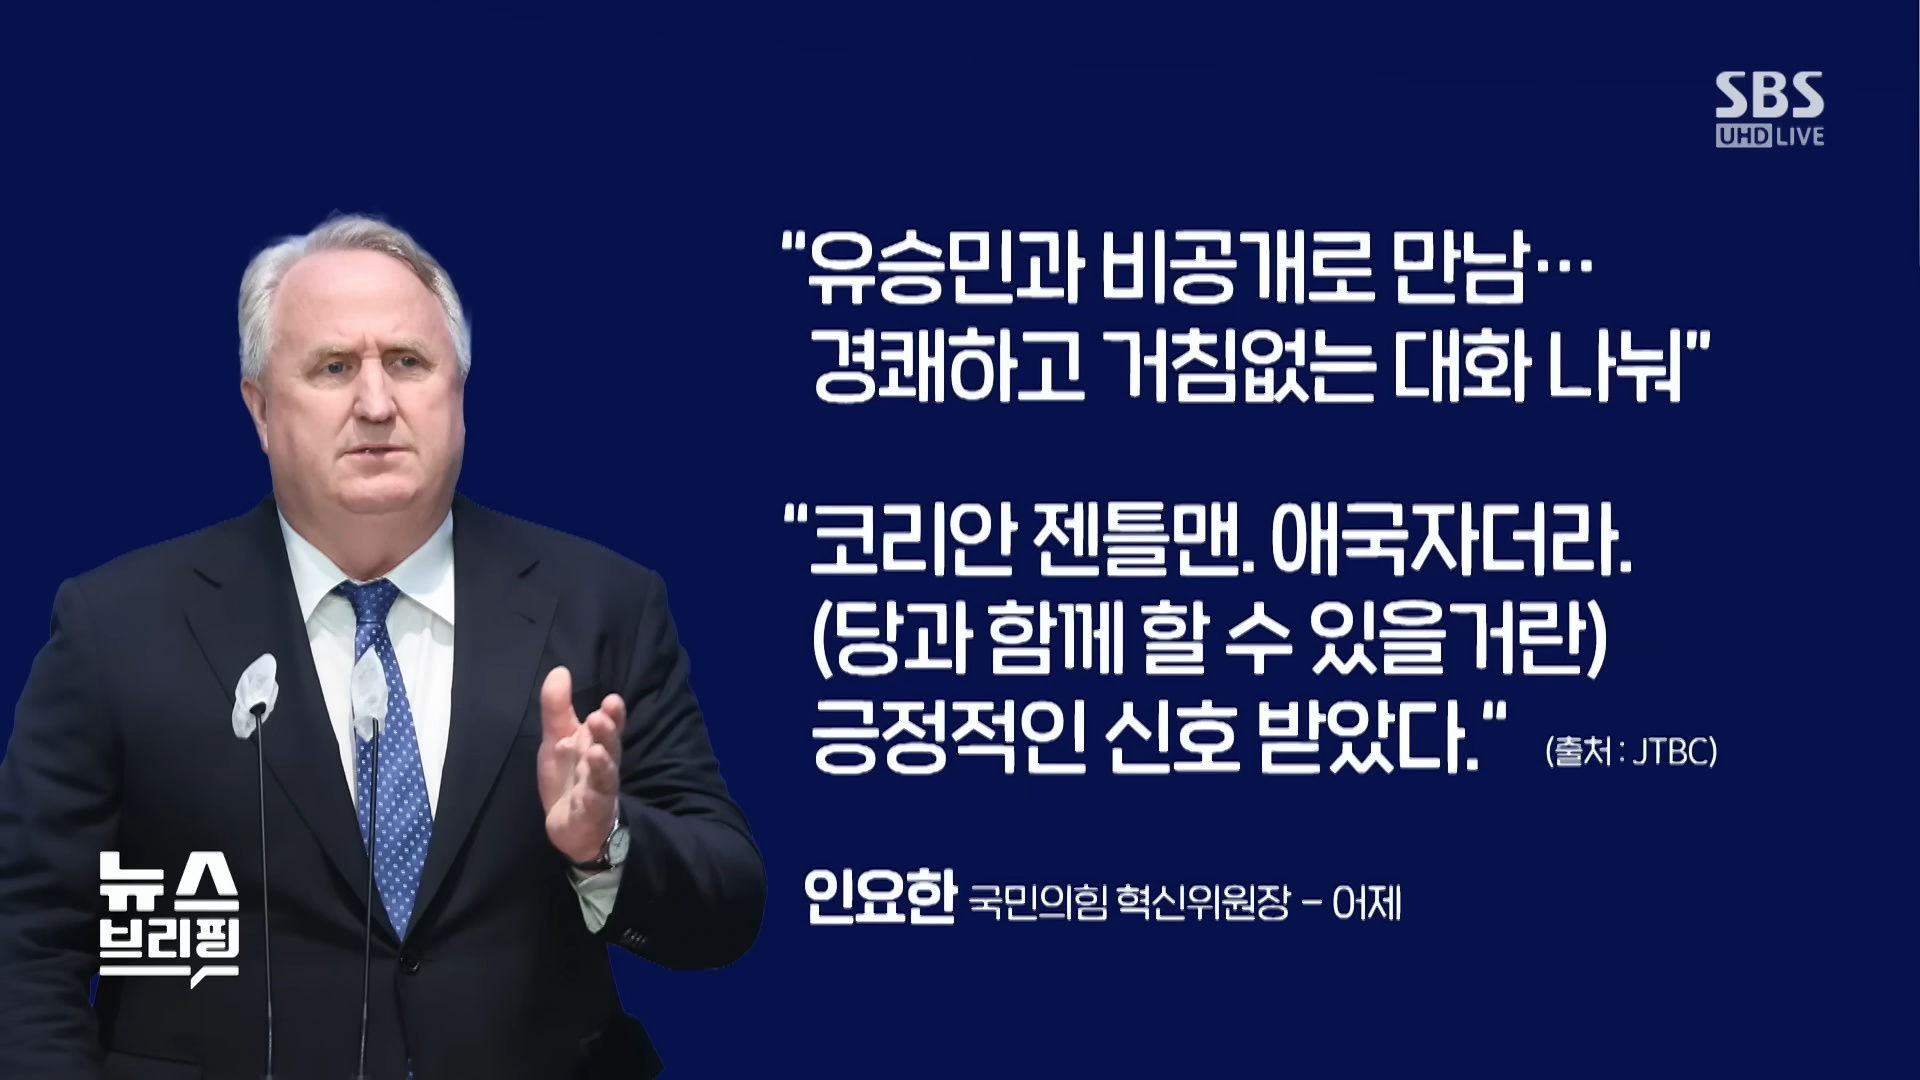 SBS
UHD LIVE
"유승민과 비공개로 만남…
경쾌하고 거침없는 대화 나눠"
"코리안 젠틀맨. 애국자더라.
(당과 함께 할 수 있을거란)
긍정적인 신호 받았다."
(출처 : JTBC)
인요한 국민의힘 혁신위원장 – 어제
뉴스
브리핑